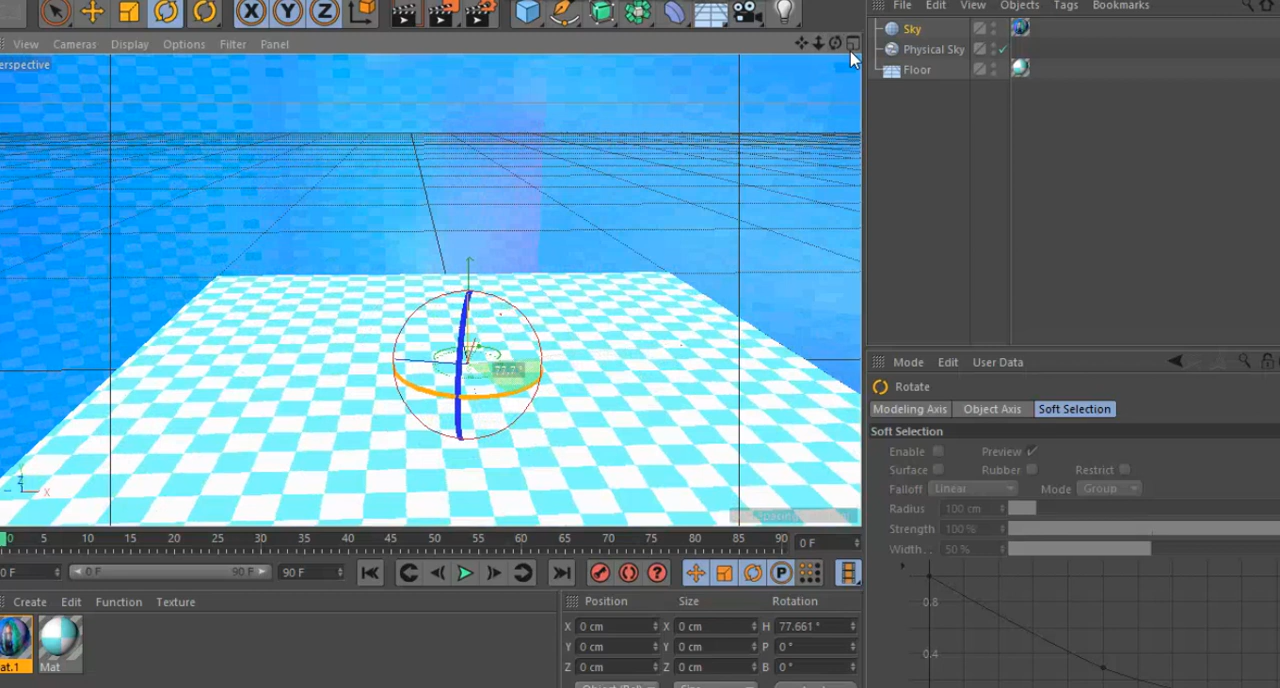 X Y Z
File Edit View Objects Tags Bookmarks
View Cameras Display Options Filter Panel
erspective
Sky
Physical Sky
Floor
77.7°
Y
Z X
Mode Edit User Data
Rotate
Modeling Axis Object Axis Soft Selection
Soft Selection
Enable Preview
Surface Rubber Restrict
Falloff Linear Mode Group
Radius 100 cm
Strength 100 %
Width . . 50 %
0.8
0.4
0 5 10 15 20 25 30 35 40 45 50 55 60 65 70 75 80 85 90 0 F
0 F 0 F 90 F 90 F
P
Create Edit Function Texture
at.1 Mat
Position Size Rotation
X 0 cm X 0 cm H 77.661 °
Y 0 cm Y 0 cm P 0 °
Z 0 cm Z 0 cm B 0 °